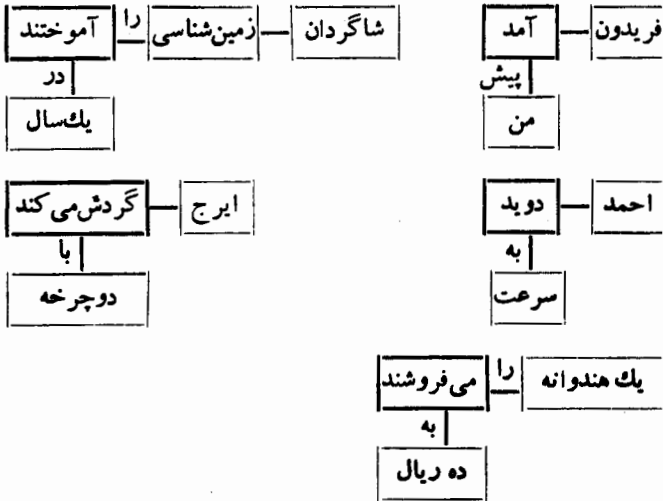 فریدون آمد
پیش
من
شاگردان زمین‌شناسی را آموختند
در
یك‌سال
احمد دوید
به
سرعت
ایرج گردش‌می‌کند
با
دوچرخه
یك هندوانه را می‌فروشند
به
ده ریال